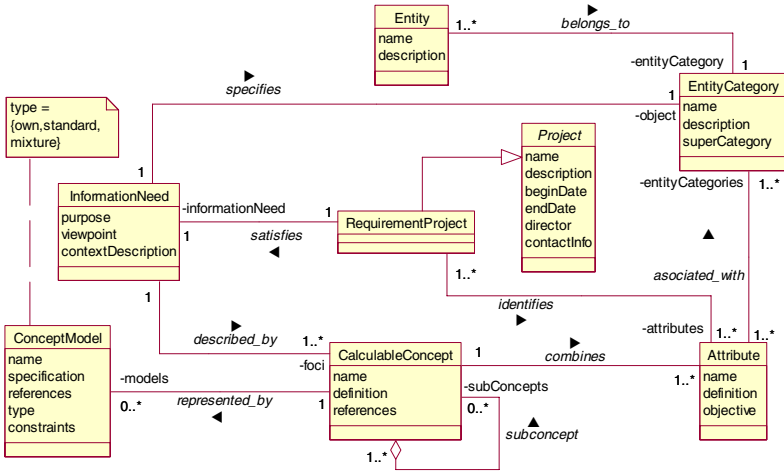 Entity
name
description
1..*
belongs_to
-entityCategory
1
specifies
1
-object
EntityCategory
name
description
superCategory
1..*
-entityCategories
type =
{own,standard,
mixture}
Project
name
description
beginDate
endDate
director
contactInfo
1
InformationNeed
purpose
viewpoint
contextDescription
-informationNeed
1
1
satisfies
RequirementProject
1..*
identifies
asociated_with
-attributes
1..*
1..*
1
described_by
1..*
-foci
ConceptModel
name
specification
references
type
constraints
-models
0..*
represented_by
1
CalculableConcept
name
definition
references
1
combines
1..*
-subConcepts
0..*
subconcept
1..*
Attribute
name
definition
objective